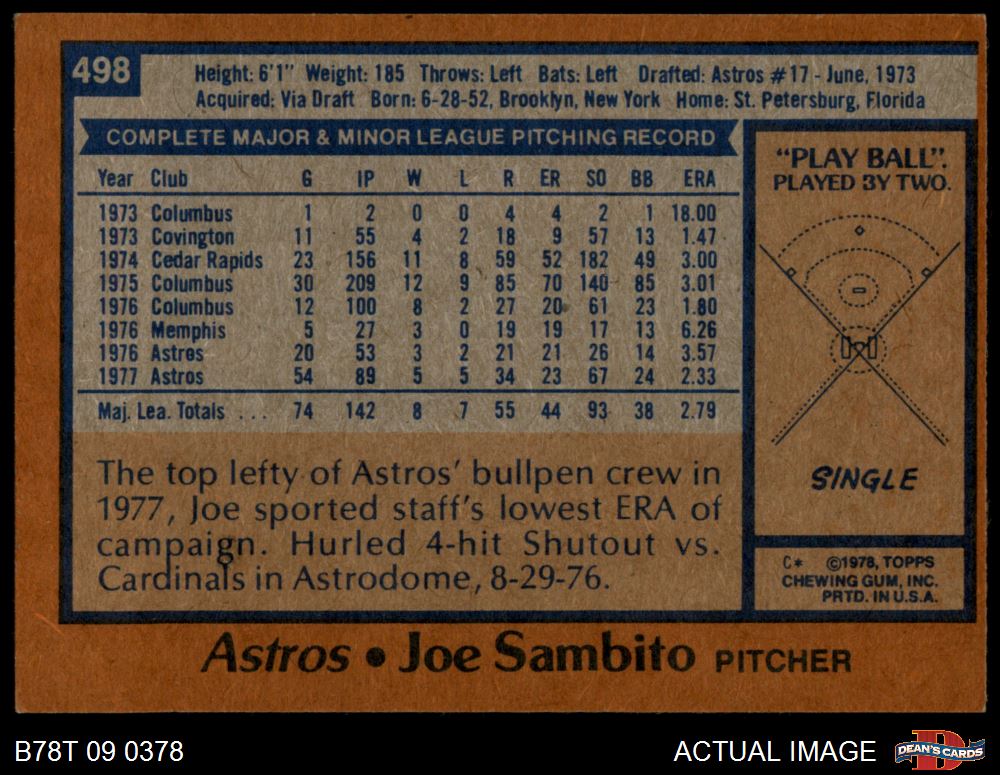 498
Height: 6'1" Weight: 185 Throws: Left Bats: Left Drafted: Astros #17 - June, 1973
Acquired: Via Draft Born: 6-28-52, Brooklyn, New York Home: St. Petersburg, Florida
COMPLETE MAJOR & MINOR LEAGUE PITCHING RECORD
Year Club G IP W L R ER SO BB ERA
1973 Columbus 1 2 0 0 4 4 2 1 18.00
1973 Covington 11 55 4 2 18 9 57 13 1.47
1974 Cedar Rapids 23 156 11 8 59 52 182 49 3.00
1975 Columbus 30 209 12 9 85 70 140 85 3.01
1976 Columbus 12 100 8 2 27 20 61 23 1.80
1976 Memphis 5 27 3 0 19 19 17 13 6.26
1976 Astros 20 53 3 2 21 21 26 14 3.57
1977 Astros 54 89 5 5 34 23 67 24 2.33
Maj. Lea. Totals . . . 74 142 8 7 55 44 93 38 2.79
The top lefty of Astros' bullpen crew in
1977, Joe sported staff's lowest ERA of
campaign. Hurled 4-hit Shutout vs.
Cardinals in Astrodome, 8-29-76.
"PLAY BALL".
PLAYED BY TWO.
SINGLE
C* ©1978, TOPPS
CHEWING GUM, INC.
PRTD. IN U.S.A.
Astros • Joe Sambito PITCHER
B78T 09 0378
ACTUAL IMAGE
DEAN'S CARDS